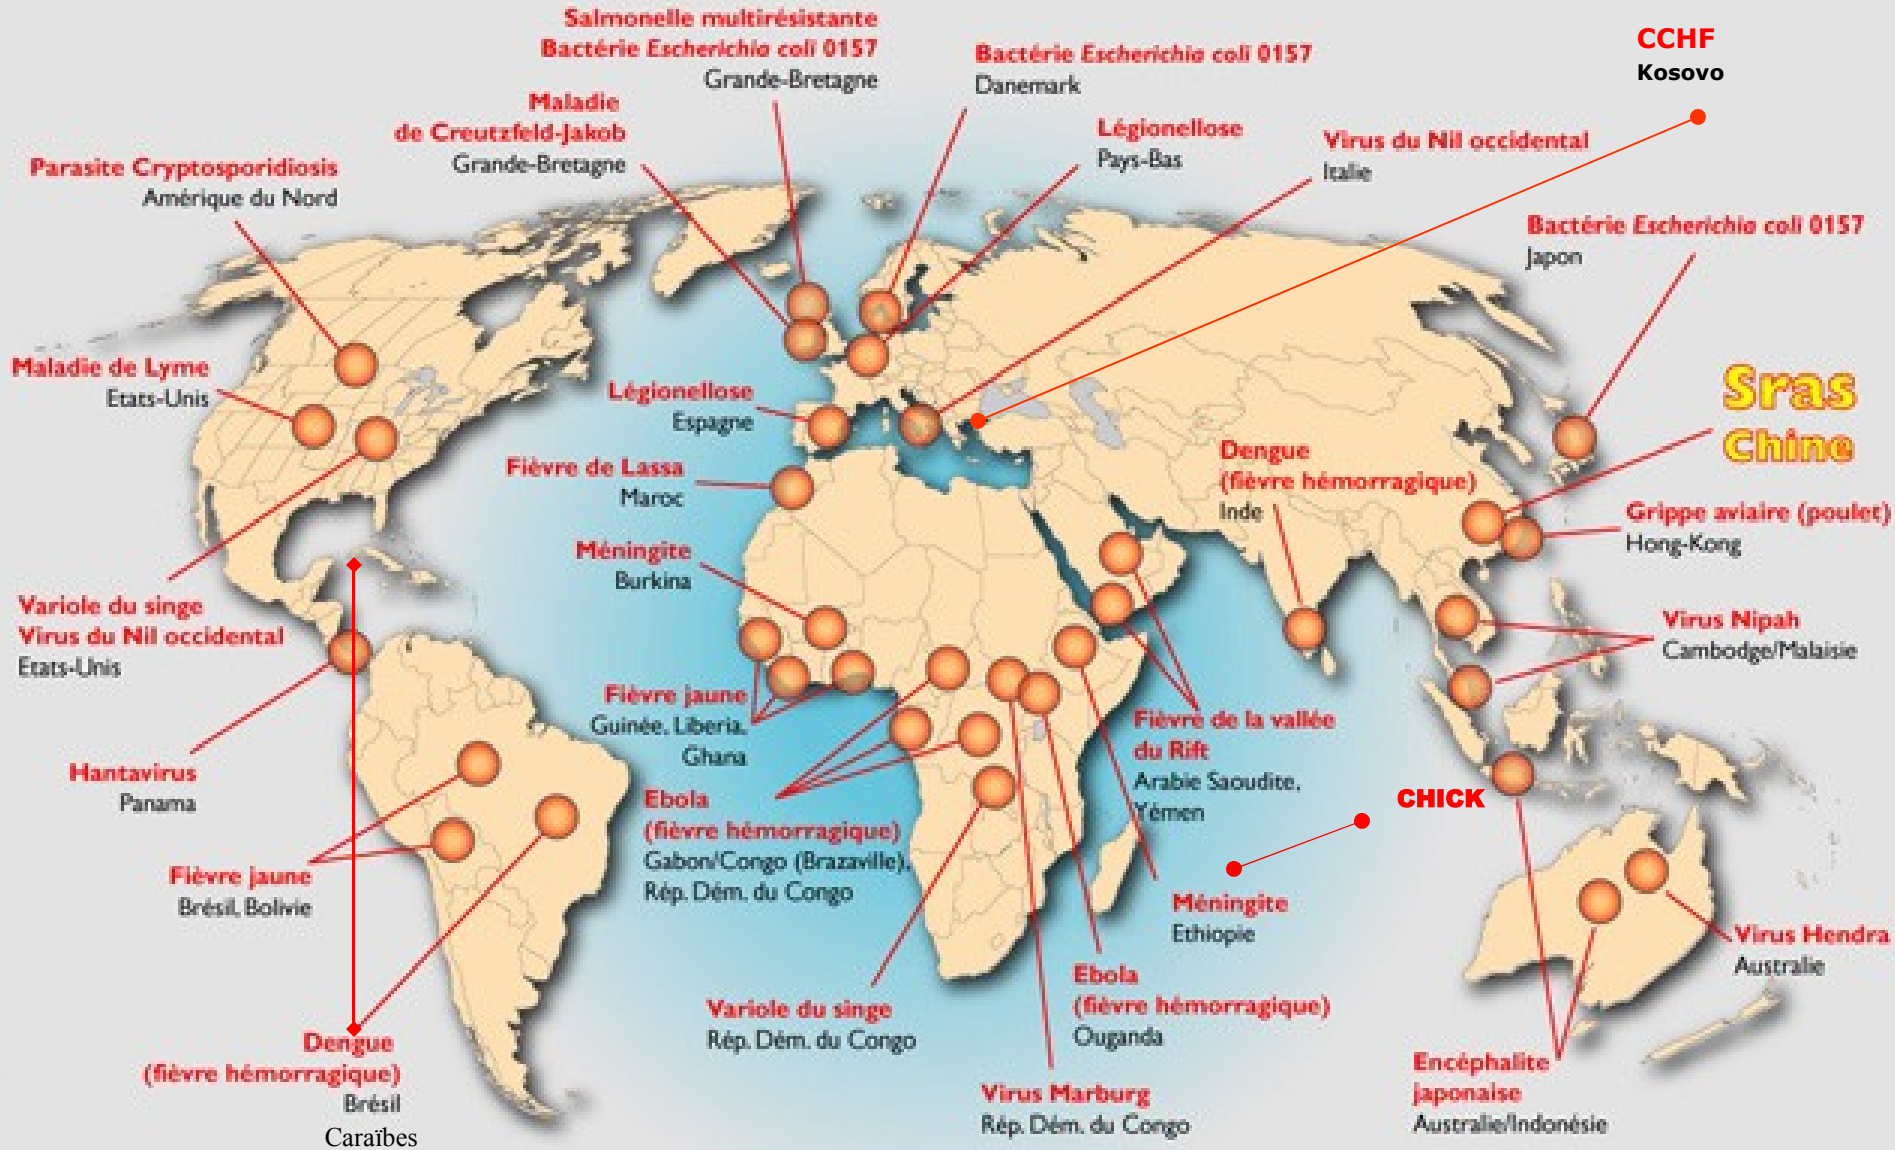 Salmonelle multirésistante
Bactérie Escherichia coli 0157
Grande-Bretagne
Bactérie Escherichia coli 0157
Danemark
CCHF
Kosovo
Maladie
de Creutzfeld-Jakob
Grande-Bretagne
Légionellose
Pays-Bas
Virus du Nil occidental
Italie
Parasite Cryptosporidiosis
Amérique du Nord
Bactérie Escherichia coli 0157
Japon
Maladie de Lyme
Etats-Unis
Légionellose
Espagne
Sras
Chine
Fièvre de Lassa
Maroc
Dengue
(fièvre hémorragique)
Inde
Grippe aviaire (poulet)
Hong-Kong
Méningite
Burkina
Variole du singe
Virus du Nil occidental
Etats-Unis
Virus Nipah
Cambodge/Malaisie
Fièvre jaune
Guinée, Liberia,
Ghana
Fièvre de la vallée
du Rift
Arabie Saoudite,
Yémen
Hantavirus
Panama
Ebola
(fièvre hémorragique)
Gabon/Congo (Brazaville),
Rép. Dém. du Congo
CHICK
Fièvre jaune
Brésil, Bolivie
Méningite
Ethiopie
Virus Hendra
Australie
Ebola
(fièvre hémorragique)
Ouganda
Variole du singe
Rép. Dém. du Congo
Dengue
(fièvre hémorragique)
Brésil
Caraïbes
Virus Marburg
Rép. Dém. du Congo
Encéphalite
japonaise
Australie/Indonésie